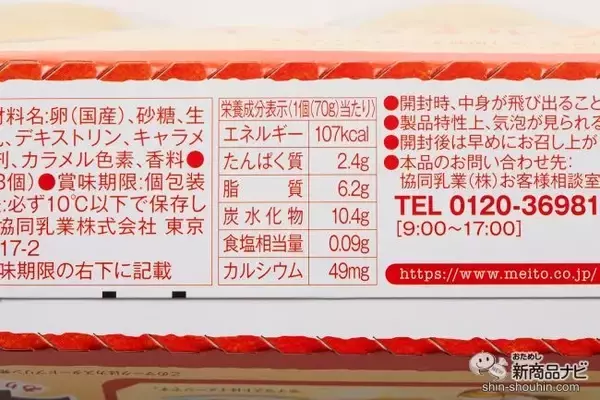 材料名:卵(国産)、砂糖、生
、デキストリン、キャラメ
、カラメル色素、香料●
3個)●賞味期限:個包装
:必ず10℃以下で保存し
協同乳業株式会社 東京
17-2
味期限の右下に記載
栄養成分表示(1個(70g)当たり)
エネルギー 107kcal
たんぱく質 2.4g
脂質 6.2g
炭水化物 10.4g
食塩相当量 0.09g
カルシウム 49mg
●開封時、中身が飛び出ること
●製品特性上、気泡が見られる
●開封後は早めにお召し上が
●本品のお問い合わせ先:
協同乳業(株)お客様相談室
TEL 0120-36981
[9:00〜17:00]
https://www.meito.co.jp/
おためし
新商品ナビ
shin-shouhin.com